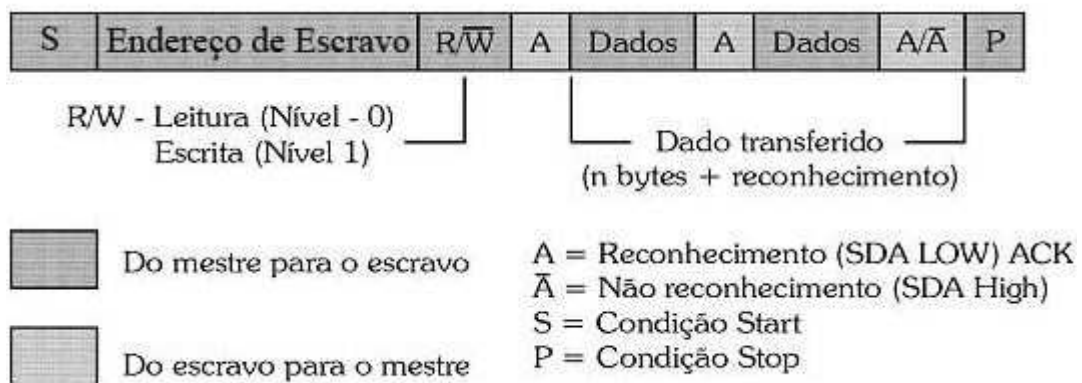 S Endereço de Escravo R/W̅ A Dados A Dados A/A̅ P
R/W - Leitura (Nível - 0)
Escrita (Nível 1)
Dado transferido
(n bytes + reconhecimento)
Do mestre para o escravo
Do escravo para o mestre
A = Reconhecimento (SDA LOW) ACK
A̅ = Não reconhecimento (SDA High)
S = Condição Start
P = Condição Stop